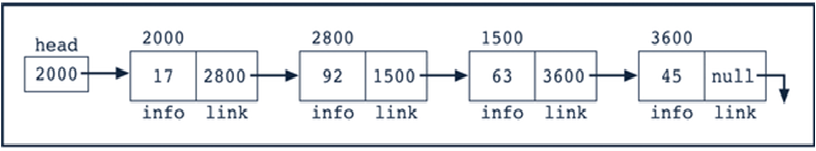 head 2000 2800 1500 3600
2000 17 2800 92 1500 63 3600 45 null
info link info link info link info link